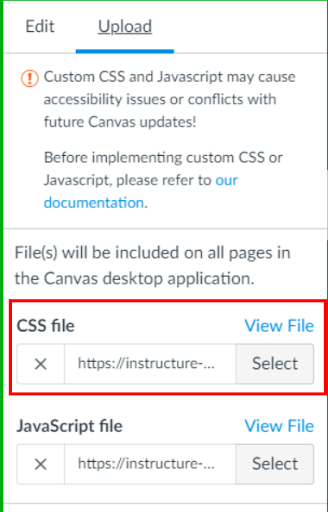 Edit Upload
! Custom CSS and Javascript may cause
accessibility issues or conflicts with
future Canvas updates!
Before implementing custom CSS or
Javascript, please refer to our
documentation.
File(s) will be included on all pages in
the Canvas desktop application.
CSS file View File
× https://instructure-... Select
JavaScript file View File
× https://instructure-... Select